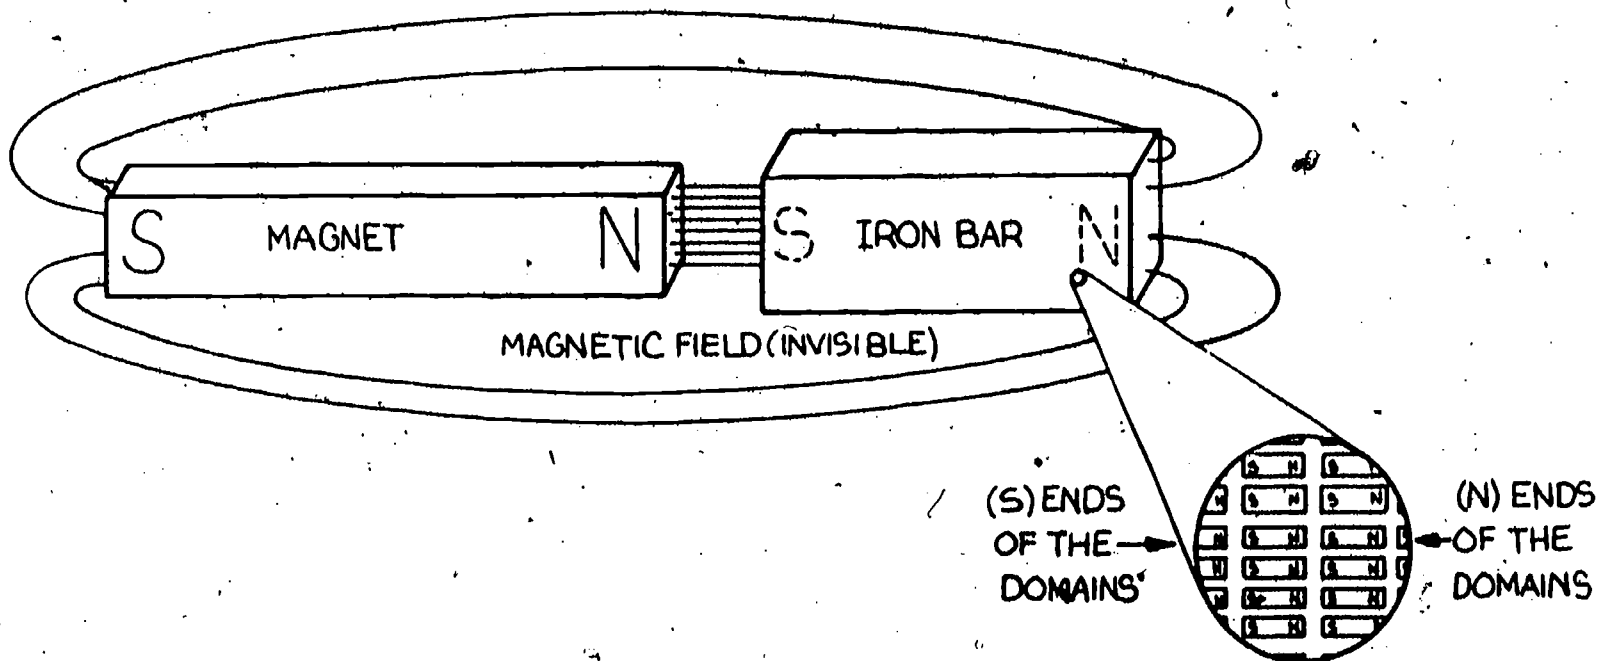 S MAGNET N S IRON BAR N
MAGNETIC FIELD (INVISIBLE)
(S) ENDS
OF THE
DOMAINS
(N) ENDS
OF THE
DOMAINS
S N S
S N S N
N S N S N
N S N S N
N S N S N
S N S